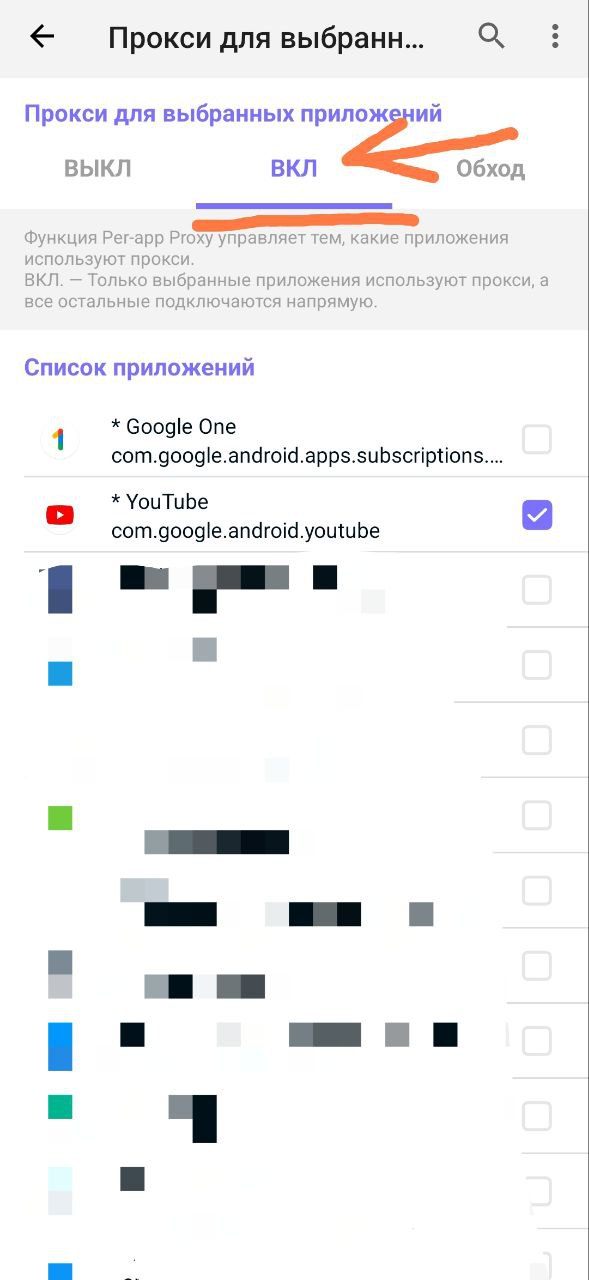 Прокси для выбранн...
Прокси для выбранных приложений
ВЫКЛ
ВКЛ
Обход
Функция Per-app Proxy управляет тем, какие приложения
используют прокси.
ВКЛ. — Только выбранные приложения используют прокси, а
все остальные подключаются напрямую.
Список приложений
* Google One
com.google.android.apps.subscriptions....
* YouTube
com.google.android.youtube